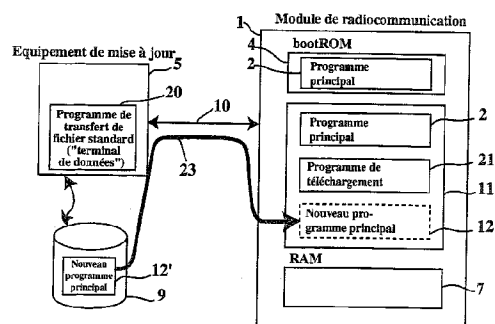 Module de radiocommunication
1
bootROM
4
2
Programme
principal
Equipement de mise à jour
5
20
Programme de
transfert de
fichier standard
("terminal
de données")
10
23
Programme
principal
2
Programme de
téléchargement
21
11
Nouveau pro-
gramme principal
12
Nouveau
programme
principal
12'
9
RAM
7